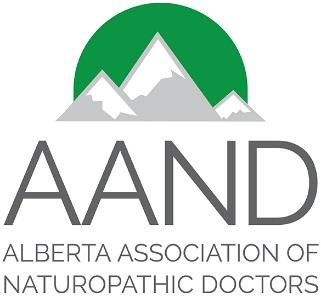 AAND
ALBERTA ASSOCIATION OF
NATUROPATHIC DOCTORS